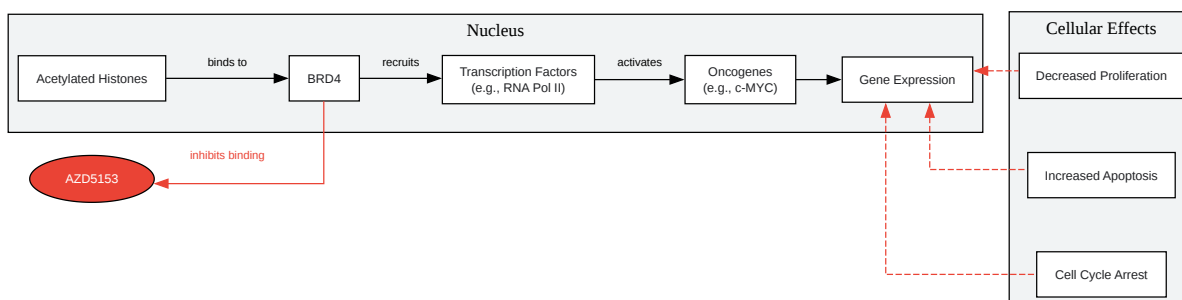 Nucleus
Cellular Effects
Acetylated Histones
binds to
BRD4
recruits
Transcription Factors
(e.g., RNA Pol II)
activates
Oncogenes
(e.g., c-MYC)
Gene Expression
Decreased Proliferation
inhibits binding
AZD5153
Increased Apoptosis
Cell Cycle Arrest